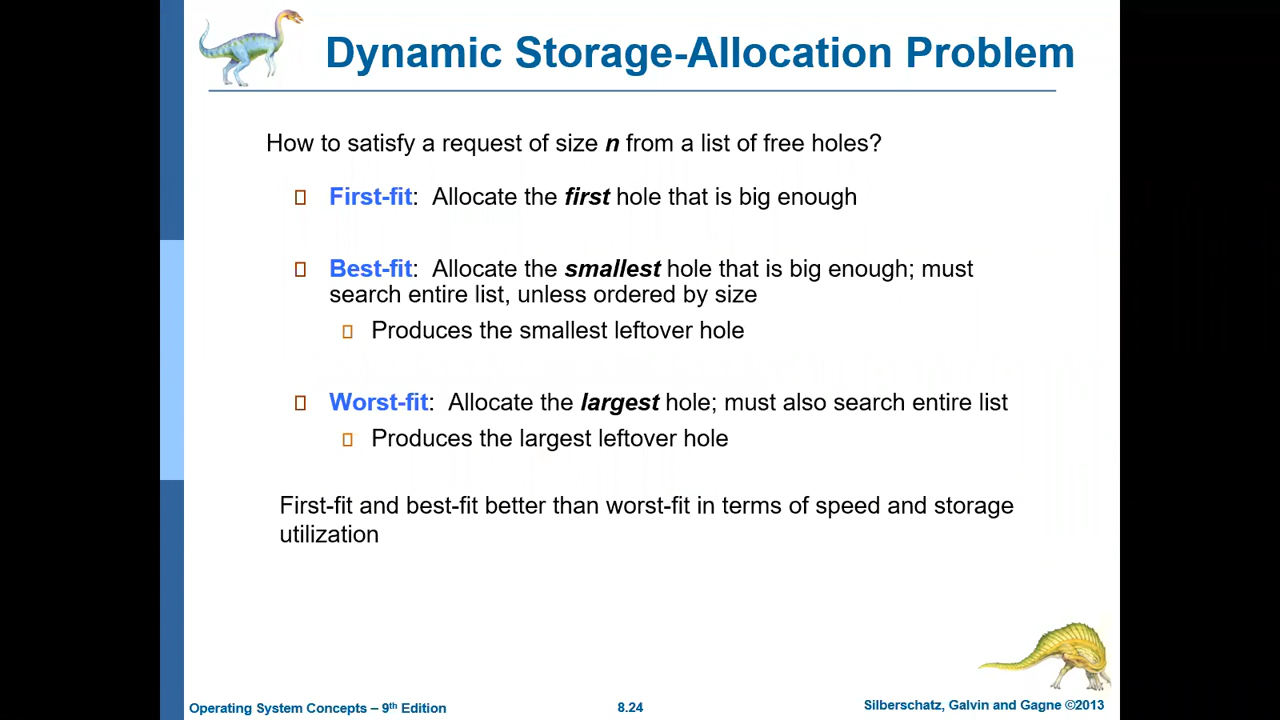 Dynamic Storage-Allocation Problem
How to satisfy a request of size n from a list of free holes?
First-fit: Allocate the first hole that is big enough
Best-fit: Allocate the smallest hole that is big enough; must
search entire list, unless ordered by size
Produces the smallest leftover hole
Worst-fit: Allocate the largest hole; must also search entire list
Produces the largest leftover hole
First-fit and best-fit better than worst-fit in terms of speed and storage
utilization
Operating System Concepts – 9th Edition
8.24
Silberschatz, Galvin and Gagne ©2013